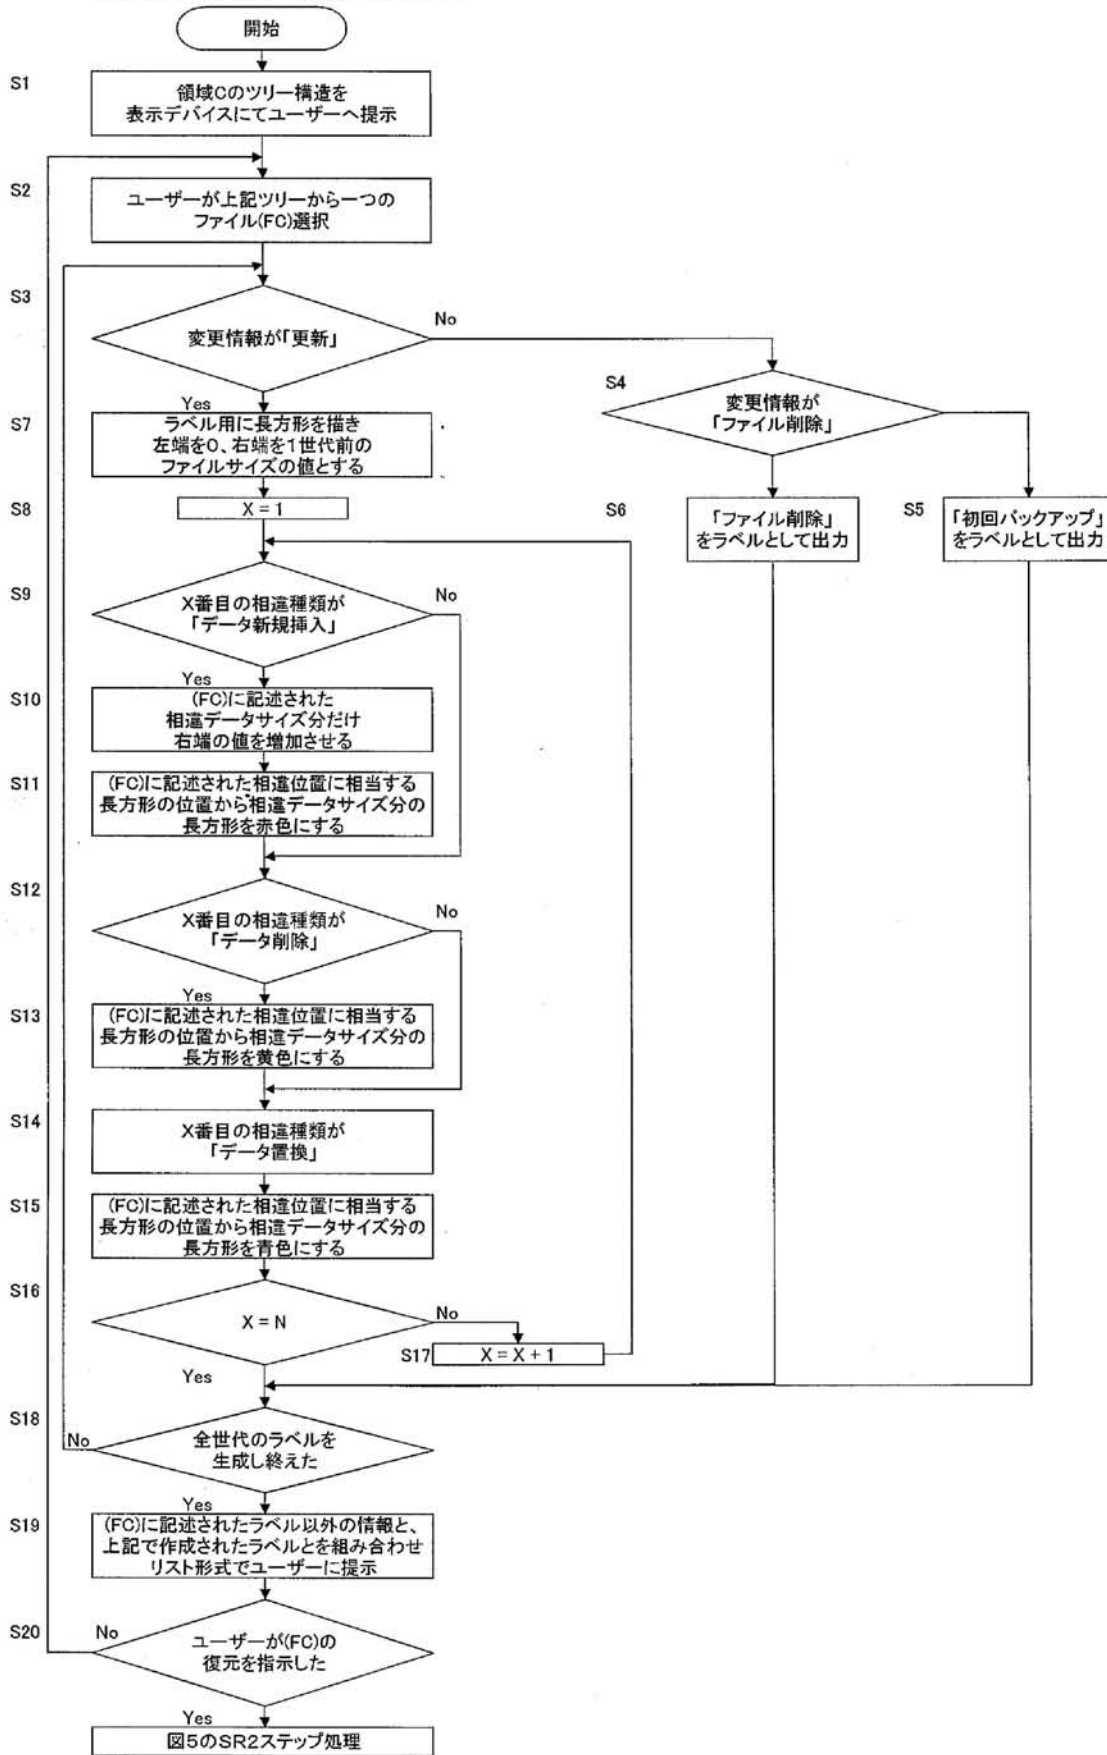 開始
S1
領域Cのツリー構造を
表示デバイスにてユーザーへ提示
S2
ユーザーが上記ツリーから一つの
ファイル(FC)選択
S3
変更情報が「更新」
No
Yes
S4
変更情報が
「ファイル削除」
S7
ラベル用に長方形を描き
左端を0、右端を1世代前の
ファイルサイズの値とする
S8
X = 1
S6
「ファイル削除」
をラベルとして出力
S5
「初回バックアップ」
をラベルとして出力
S9
X番目の相違種類が
「データ新規挿入」
No
Yes
S10
(FC)に記述された
相違データサイズ分だけ
右端の値を増加させる
S11
(FC)に記述された相違位置に相当する
長方形の位置から相違データサイズ分の
長方形を赤色にする
S12
X番目の相違種類が
「データ削除」
No
Yes
S13
(FC)に記述された相違位置に相当する
長方形の位置から相違データサイズ分の
長方形を黄色にする
S14
X番目の相違種類が
「データ置換」
S15
(FC)に記述された相違位置に相当する
長方形の位置から相違データサイズ分の
長方形を青色にする
S16
X = N
No
S17
X = X + 1
Yes
S18
全世代のラベルを
生成し終えた
No
Yes
S19
(FC)に記述されたラベル以外の情報と、
上記で作成されたラベルとを組み合わせ
リスト形式でユーザーに提示
S20
No
ユーザーが(FC)の
復元を指示した
Yes
図5のSR2ステップ処理